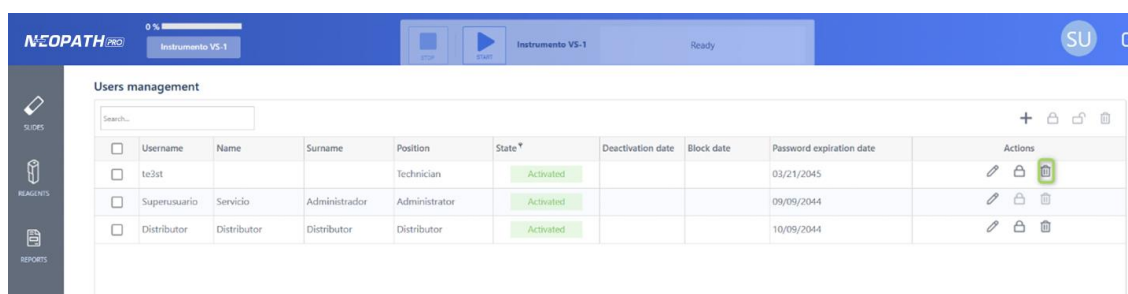 NEOPATH PRO
0 %
Instrumento VS-1
STOP
START
Instrumento VS-1
Ready
SU
SLIDES
REAGENTS
REPORTS
Users management
Search...
Username Name Surname Position State Deactivation date Block date Password expiration date Actions
te3st Technician Activated 03/21/2045
Superusuario Servicio Administrador Administrator Activated 09/09/2044
Distributor Distributor Distributor Distributor Activated 10/09/2044